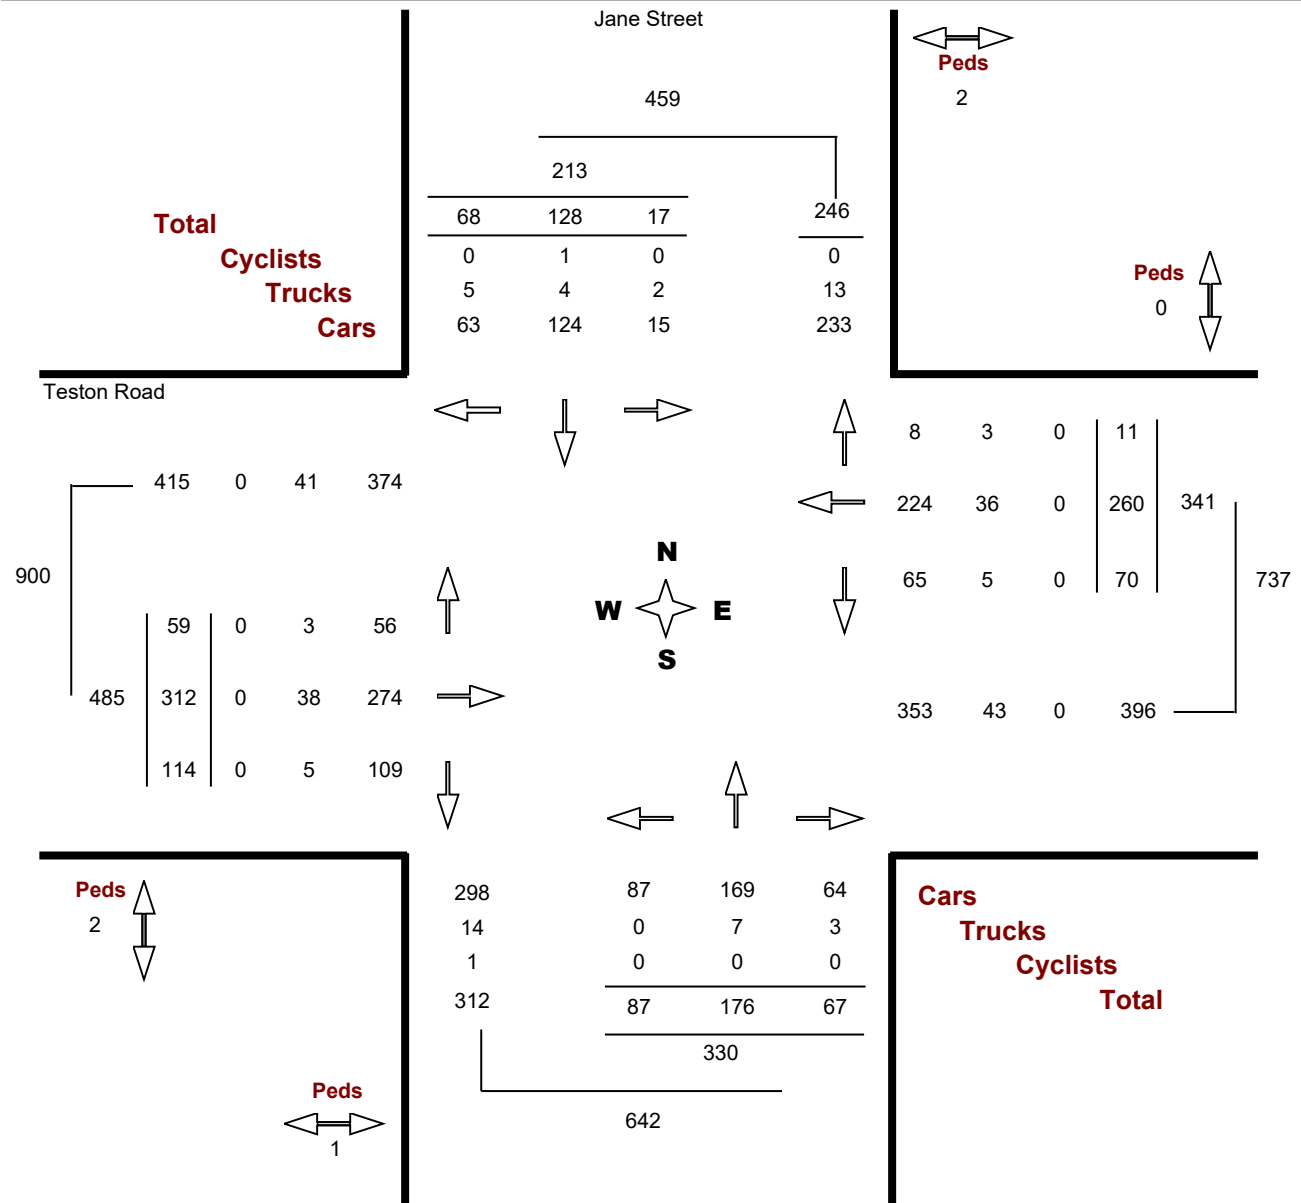 Jane Street
Peds
2
459
213
68 128 17 246
Total
0 1 0 0
Cyclists
5 4 2 13
Trucks
63 124 15 233
Cars
Peds
0
Teston Road
8 3 0 11
415 0 41 374
224 36 0 260 341
N
900
W E
65 5 0 70 737
S
59 0 3 56
485 312 0 38 274
353 43 0 396
114 0 5 109
Peds
2
298 87 169 64
Cars
14 0 7 3
Trucks
1 0 0 0
Cyclists
312 87 176 67
Total
330
Peds
1
642